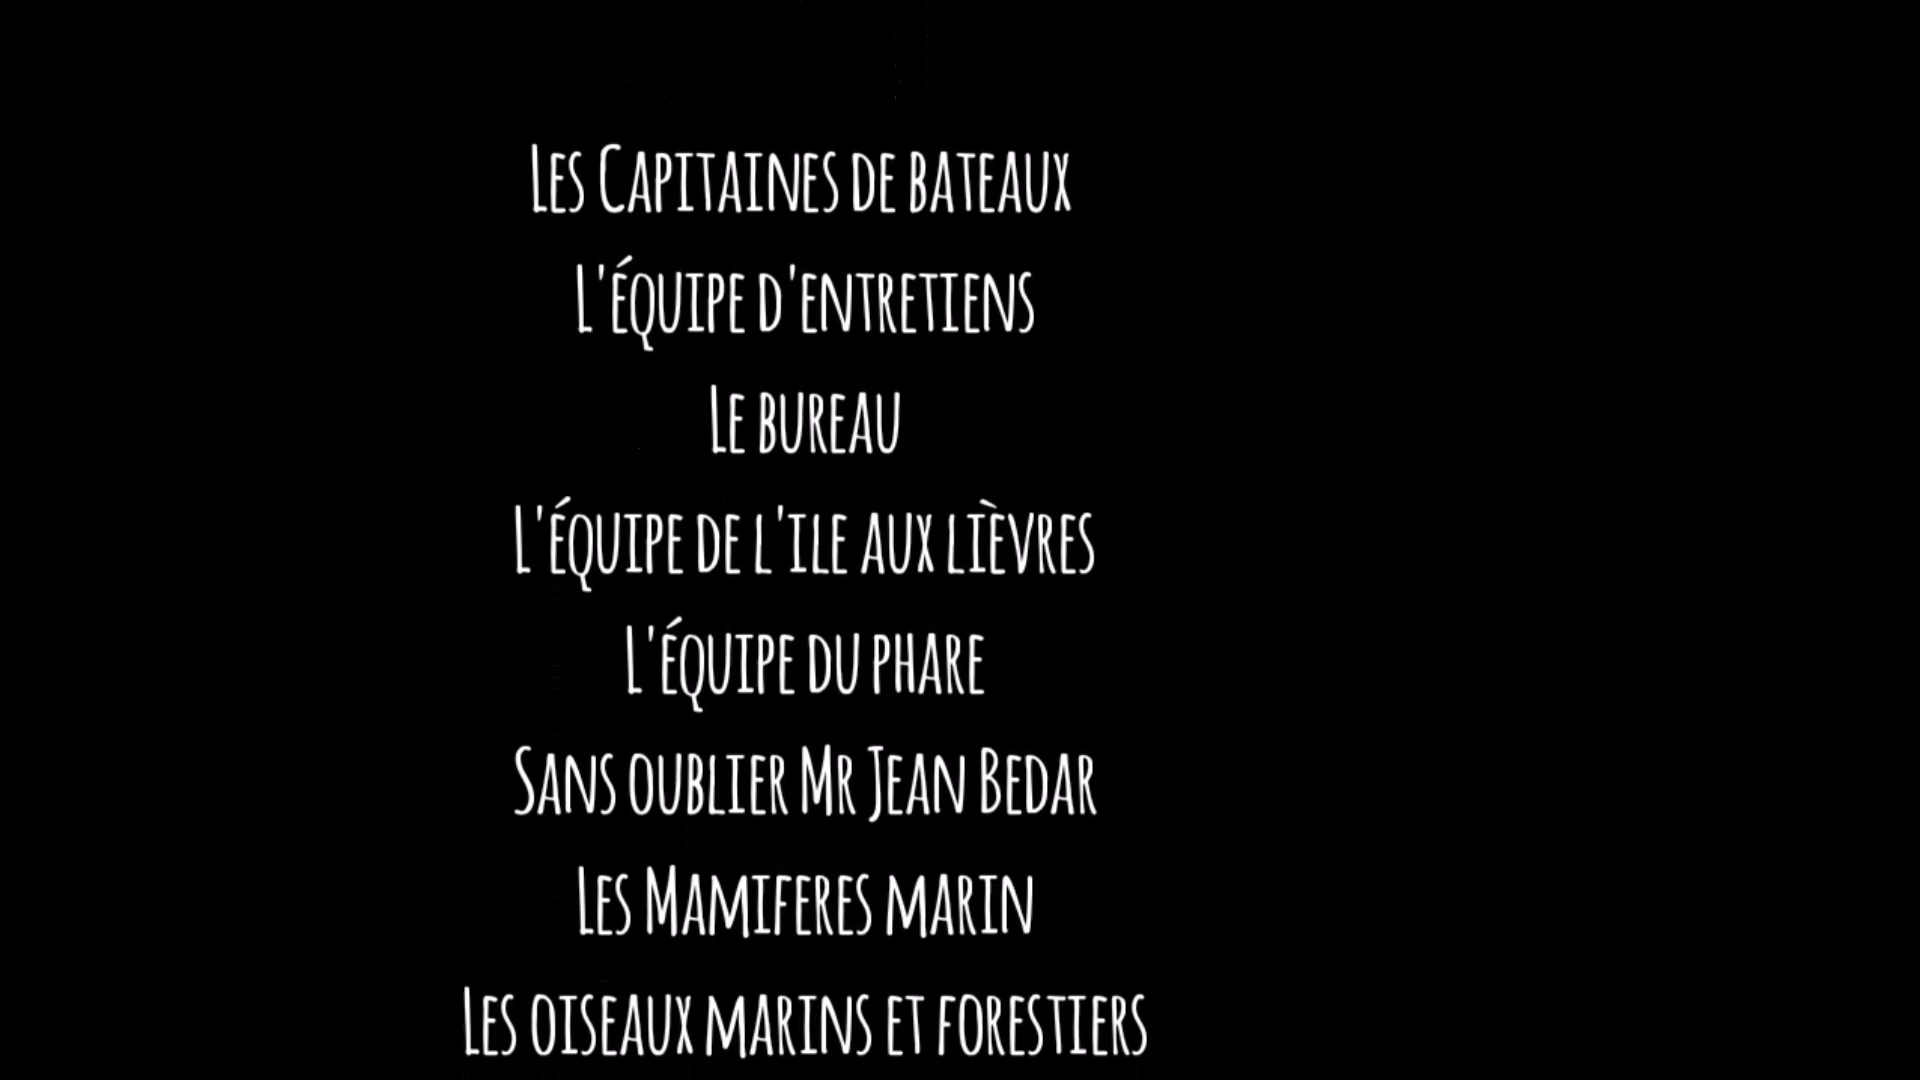 Les Capitaines de bateaux
L'équipe d'entretiens
Le bureau
L'équipe de l'ile aux lièvres
L'équipe du phare
Sans oublier Mr Jean Bedar
Les Mamiferes marin
Les oiseaux marins et forestiers